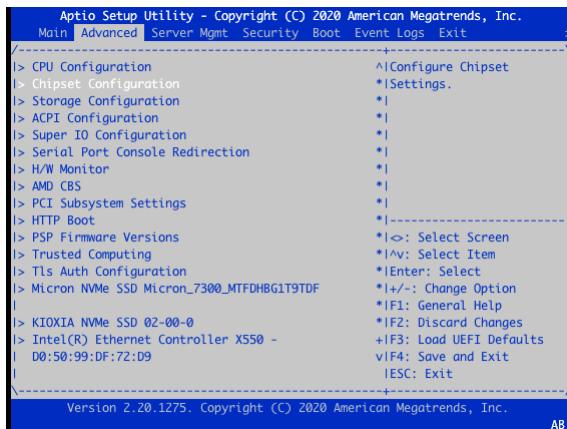 Aptio Setup Utility - Copyright (C) 2020 American Megatrends, Inc.
Main Advanced Server Mgmt Security Boot Event Logs Exit >
/----------------------------------------------------+--------------------------\
|> CPU Configuration ^|Configure Chipset
|> Chipset Configuration *|Settings.
|> Storage Configuration *|
|> ACPI Configuration *|
|> Super IO Configuration *|
|> Serial Port Console Redirection *|
|> H/W Monitor *|
|> AMD CBS *|
|> PCI Subsystem Settings *|
|> HTTP Boot *|--------------------------
|> PSP Firmware Versions *|<>: Select Screen
|> Trusted Computing *|^v: Select Item
|> Tls Auth Configuration *|Enter: Select
|> Micron NVMe SSD Micron_7300_MTFDHBG1T9TDF *|+/-: Change Option
| *|F1: General Help
|> KIOXIA NVMe SSD 02-00-0 *|F2: Discard Changes
|> Intel(R) Ethernet Controller X550 - +|F3: Load UEFI Defaults
| D0:50:99:DF:72:D9 v|F4: Save and Exit
| |ESC: Exit
\----------------------------------------------------+--------------------------/
Version 2.20.1275. Copyright (C) 2020 American Megatrends, Inc.
AB